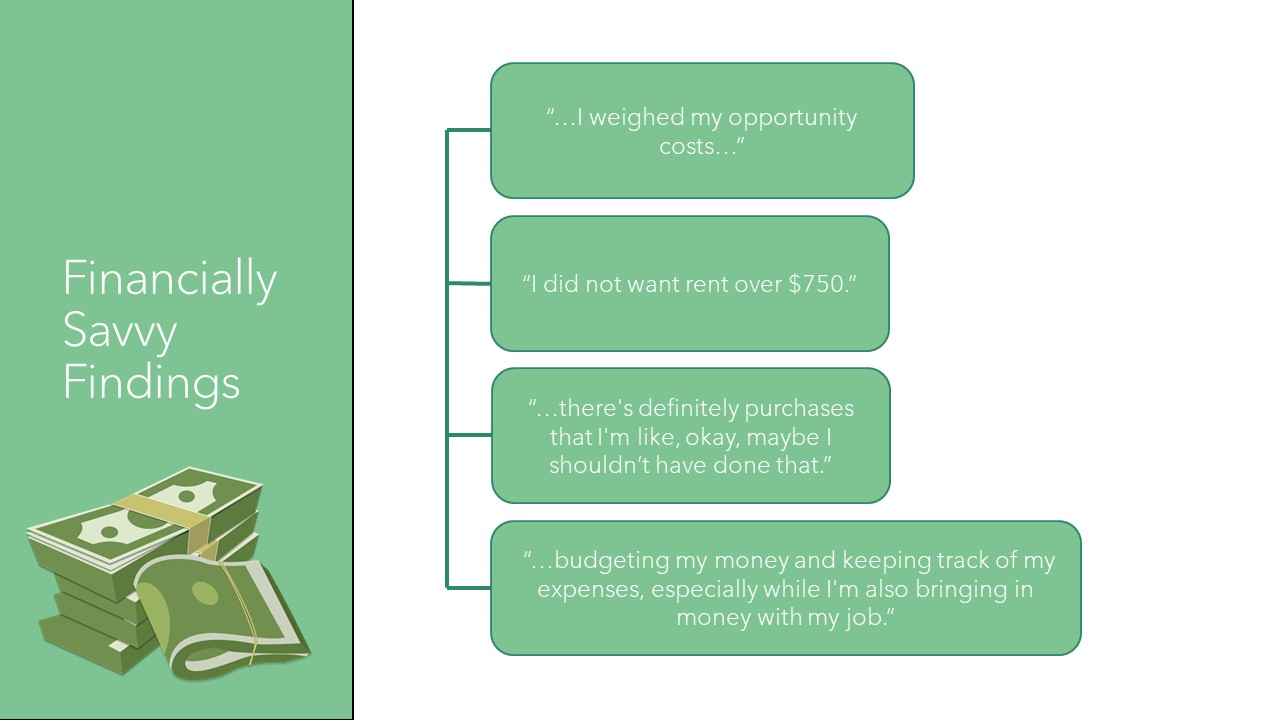 Financially
Savvy
Findings
“…I weighed my opportunity
costs…”
“I did not want rent over $750.”
“…there's definitely purchases
that I'm like, okay, maybe I
shouldn’t have done that.”
“…budgeting my money and keeping track of my
expenses, especially while I'm also bringing in
money with my job.”